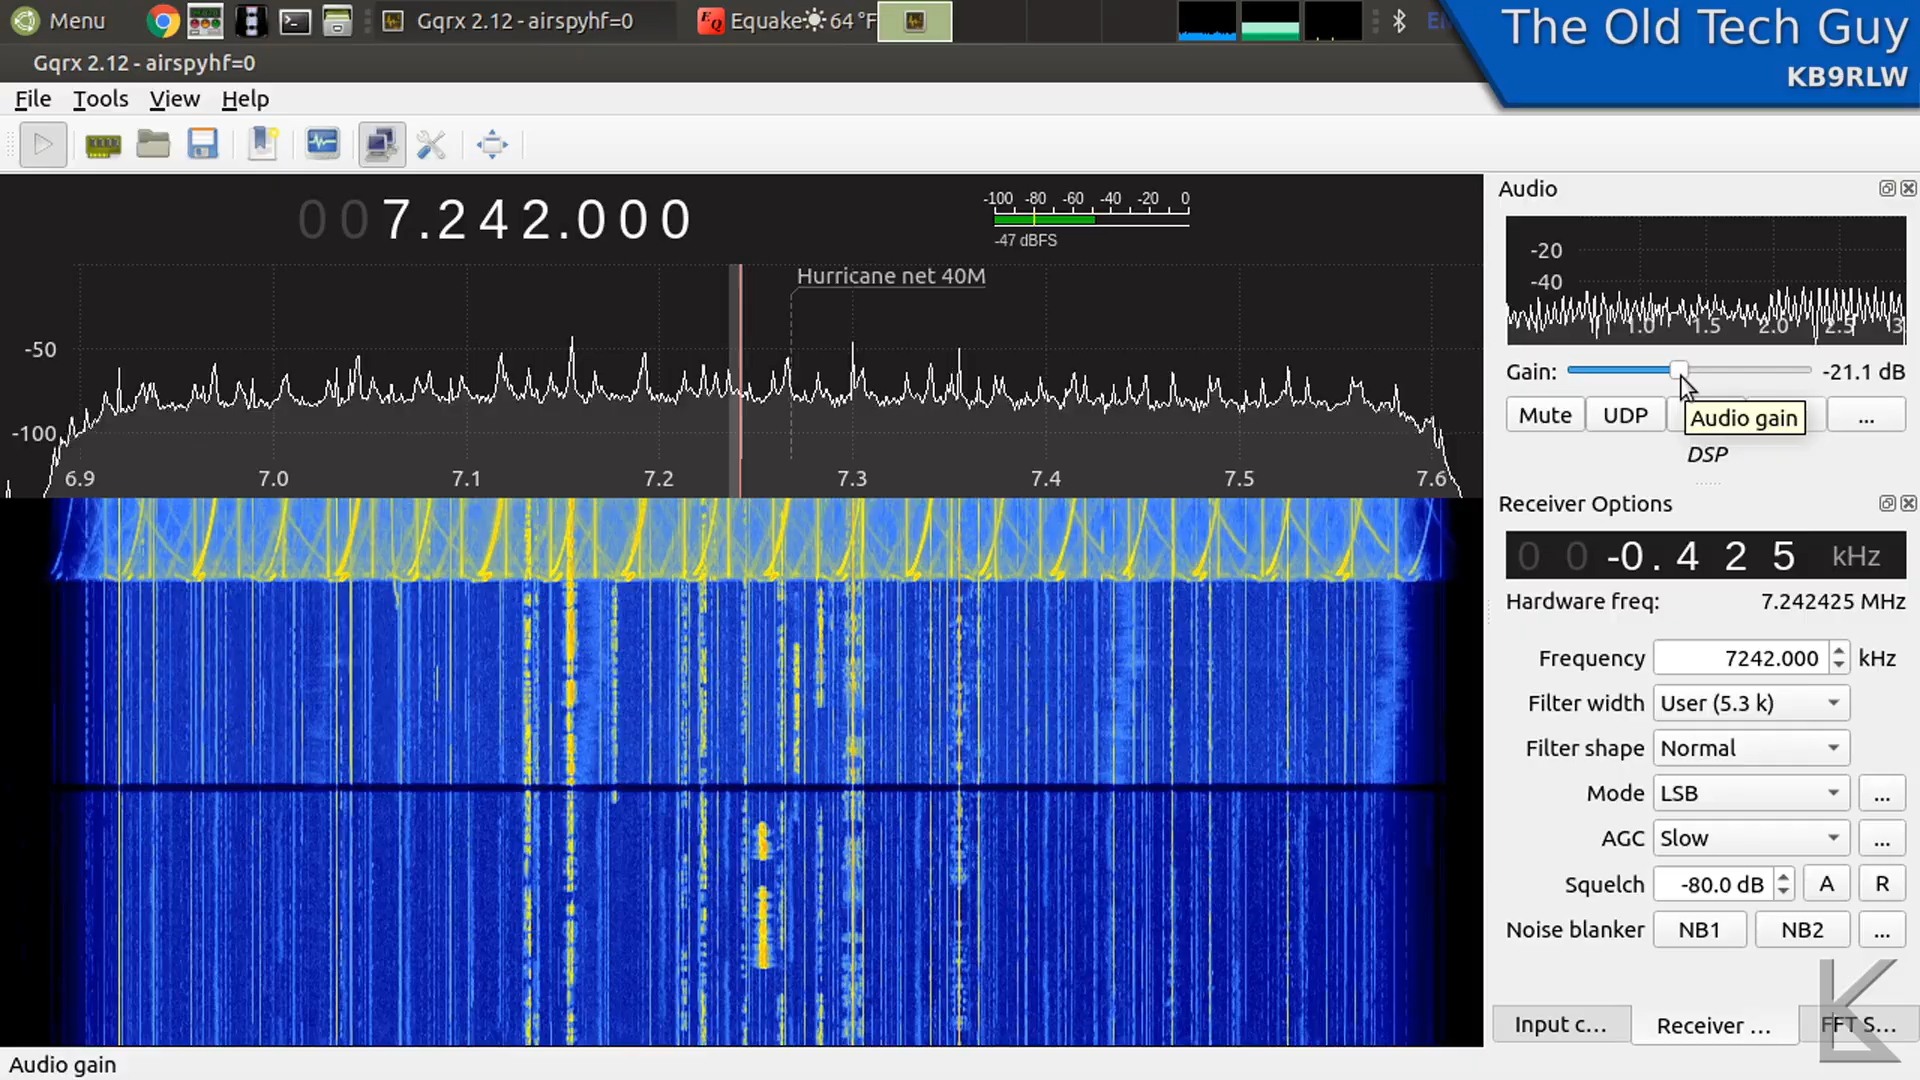 Menu
Gqrx 2.12 - airspyhf=0
Equake
64 °F
The Old Tech Guy
KB9RLW
Gqrx 2.12 - airspyhf=0
File Tools View Help
007.242.000
-100 -80 -60 -40 -20 0
-47 dBFS
Hurricane net 40M
-50
-100
6.9 7.0 7.1 7.2 7.3 7.4 7.5 7.6
Audio
-20
-40
1.0 1.5 2.0 2.5 3
Gain: -21.1 dB
Mute UDP ...
Audio gain
DSP
Receiver Options
00-0.425 kHz
Hardware freq: 7.242425 MHz
Frequency 7242.000 kHz
Filter width User (5.3 k)
Filter shape Normal
Mode LSB ...
AGC Slow ...
Squelch -80.0 dB A R
Noise blanker NB1 NB2 ...
Input c... Receiver ... FFT S...
Audio gain